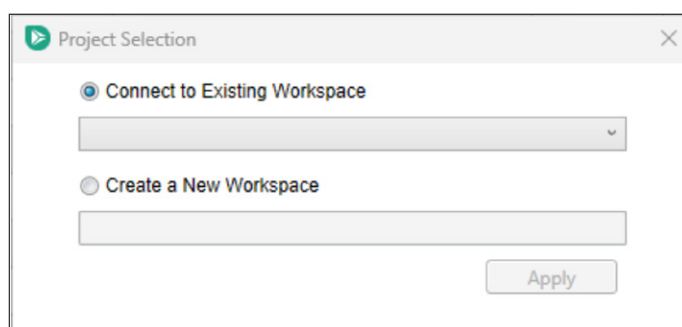 Project Selection
Connect to Existing Workspace
Create a New Workspace
Apply